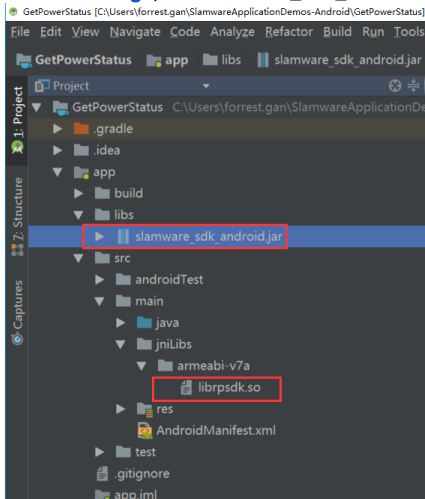 GetPowerStatus [C:\Users\forrest.gan\SlamwareApplicationDemos-Android\GetPowerStatus]
File Edit View Navigate Code Analyze Refactor Build Run Tools
GetPowerStatus app libs slamware_sdk_android.jar
1: Project
Z: Structure
Captures
Project
GetPowerStatus C:\Users\forrest.gan\SlamwareApplicationDe
.gradle
.idea
app
build
libs
slamware_sdk_android.jar
src
androidTest
main
java
jniLibs
armeabi-v7a
librpsdk.so
res
AndroidManifest.xml
test
.gitignore
app.iml